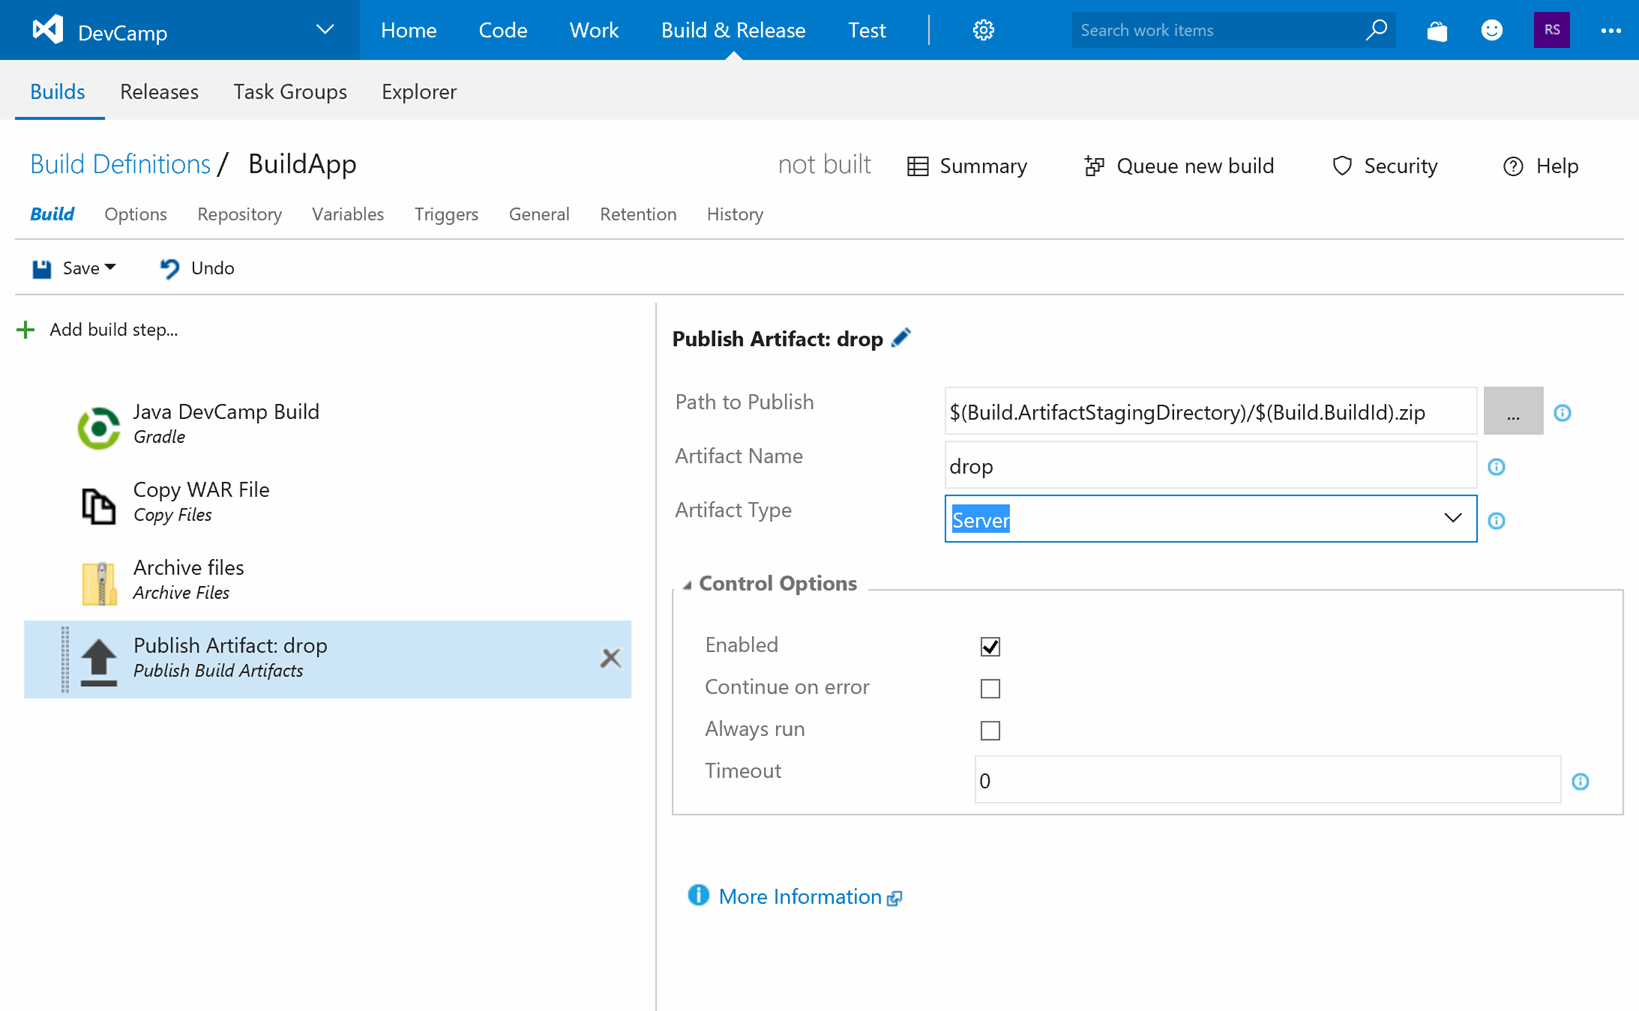 DevCamp
Home Code Work Build & Release Test
Search work items
RS
Builds Releases Task Groups Explorer
Build Definitions / BuildApp
not built Summary Queue new build Security Help
Build Options Repository Variables Triggers General Retention History
Save Undo
Add build step...
Java DevCamp Build
Gradle
Copy WAR File
Copy Files
Archive files
Archive Files
Publish Artifact: drop
Publish Build Artifacts
Publish Artifact: drop
Path to Publish $(Build.ArtifactStagingDirectory)/$(Build.BuildId).zip ...
Artifact Name drop
Artifact Type Server
Control Options
Enabled
Continue on error
Always run
Timeout 0
More Information